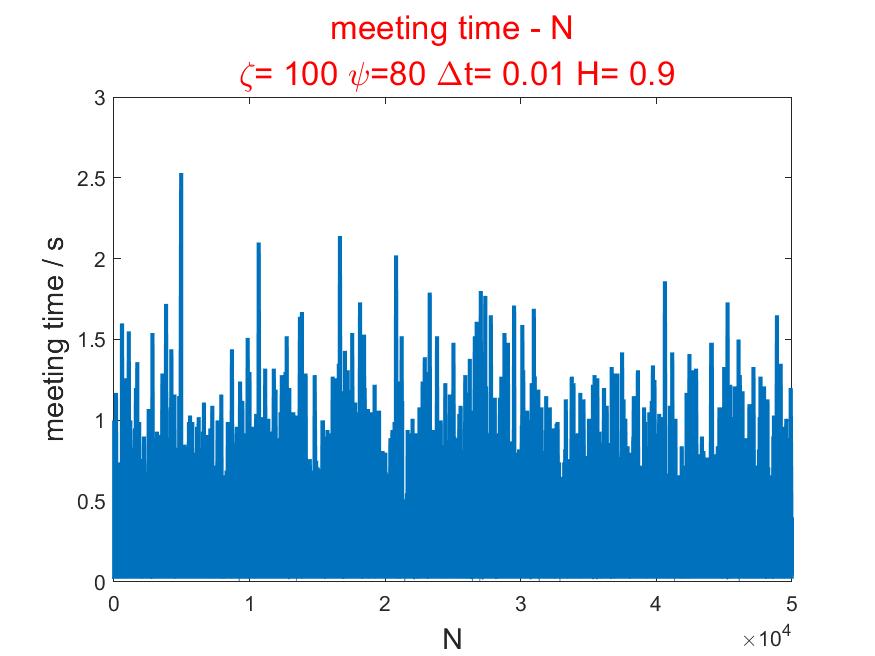 meeting time - N
ζ= 100 ψ=80 Δt= 0.01 H= 0.9
3
2.5
2
1.5
1
0.5
0
meeting time / s
0 1 2 3 4 5
×10⁴
N